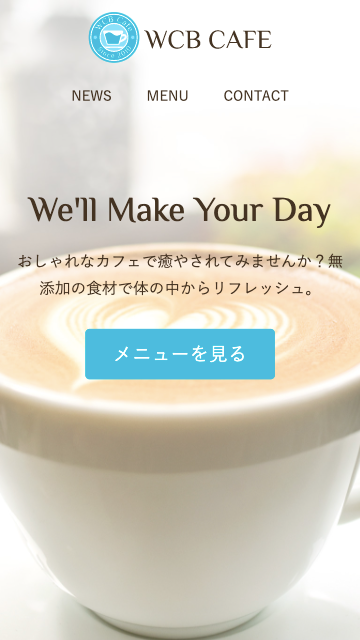 WCB CAFE
WCB CAFE
NEWS MENU CONTACT
We'll Make Your Day
おしゃれなカフェで癒やされてみませんか？無
添加の食材で体の中からリフレッシュ。
メニューを見る